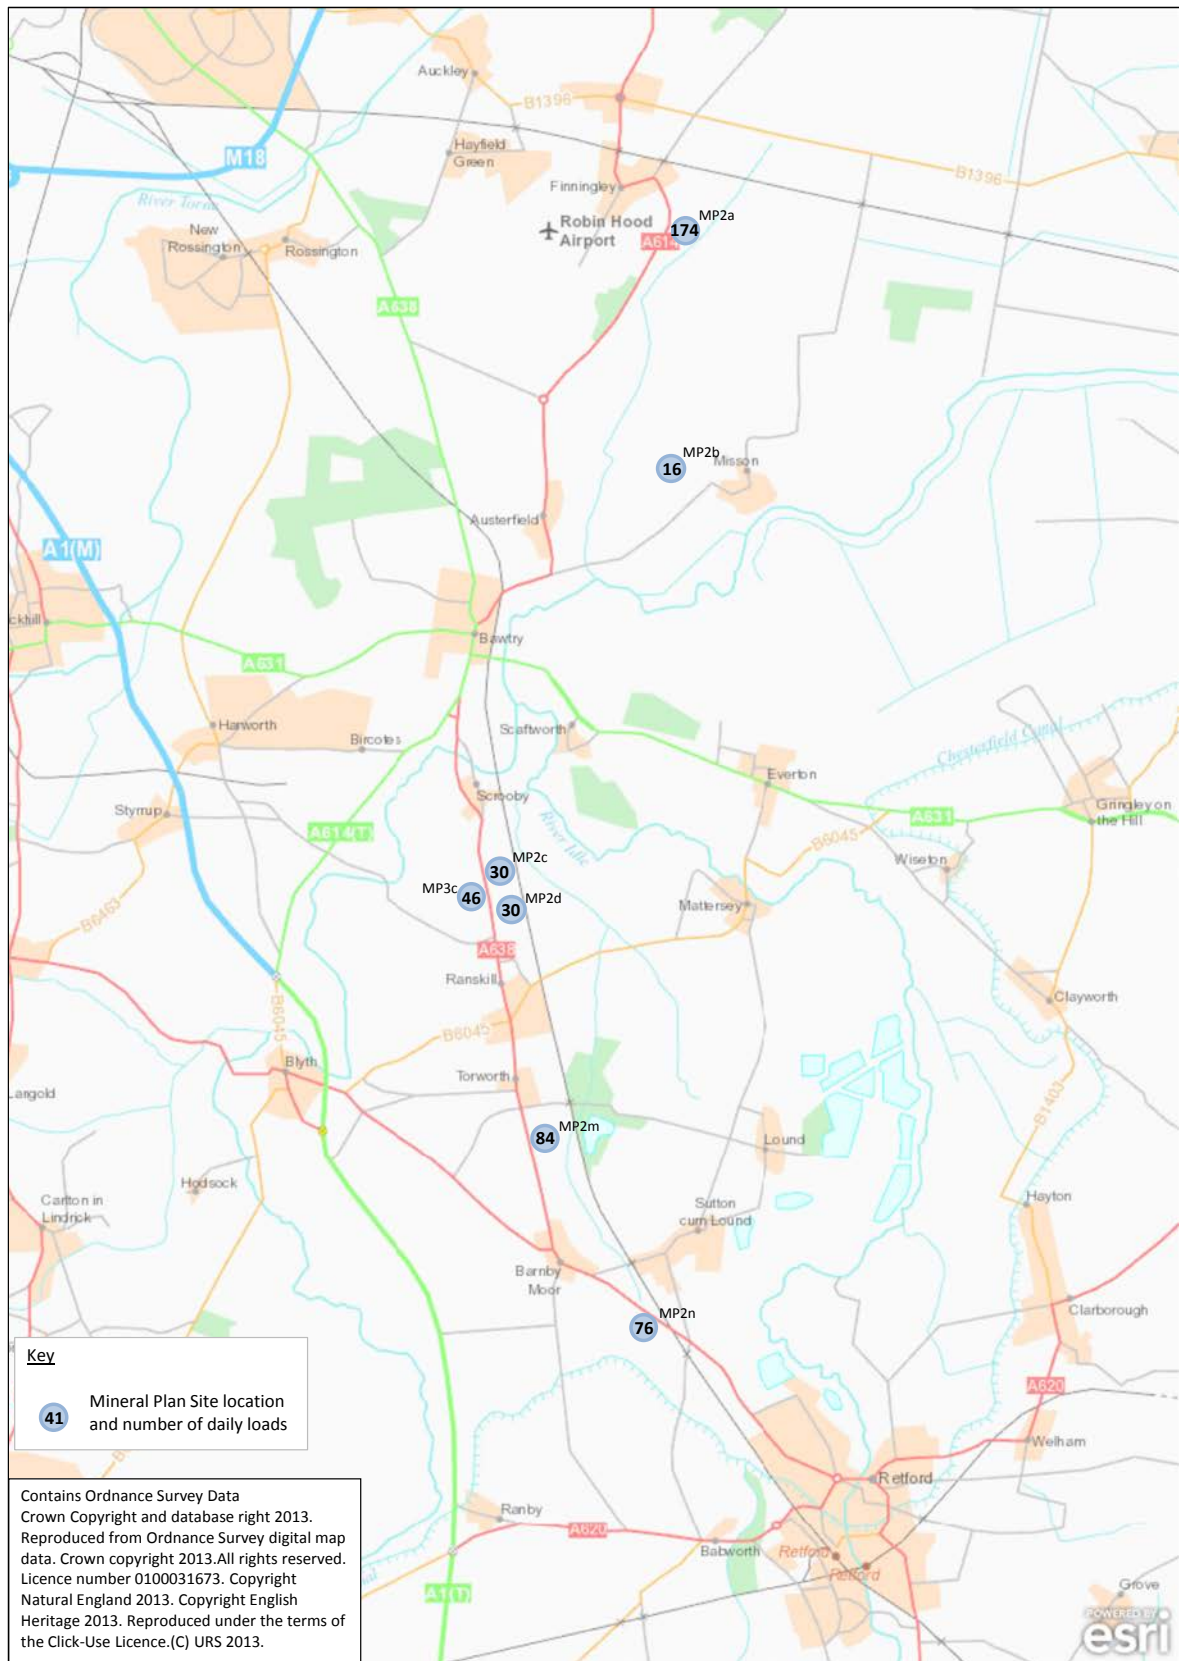 Auckley
B1396
M18
Hayfield
Green
B1396
Finningley
River Torne
MP2a
New
Rossington
Rossington
Robin Hood
Airport
174
A614
A638
MP2b
16
Misson
Austerfield
A1(M)
ckhill
Bawtry
A631
Harworth
Bircotes
Scaftworth
Chesterfield Canal
Everton
Scrooby
Styrrup
A614(T)
River Idle
A631
Gringley on
the Hill
B6045
Wiseton
MP2c
30
MP3c
46
MP2d
30
Mattersey
B6463
A638
Ranskill
Clayworth
B6045
B6045
Blyth
Torworth
angold
B1403
MP2m
84
Lound
Hodsock
Carlton in
Lindrick
Sutton
cum Lound
Hayton
Barnby
Moor
Clarborough
MP2n
76
Key
41
Mineral Plan Site location
and number of daily loads
A620
Welham
Retford
Contains Ordnance Survey Data
Crown Copyright and database right 2013.
Reproduced from Ordnance Survey digital map
data. Crown copyright 2013.All rights reserved.
Licence number 0100031673. Copyright
Natural England 2013. Copyright English
Heritage 2013. Reproduced under the terms of
the Click-Use Licence.(C) URS 2013.
Ranby
A620
Babworth
Retford
Retford
A1(T)
Grove
POWERED BY
esri